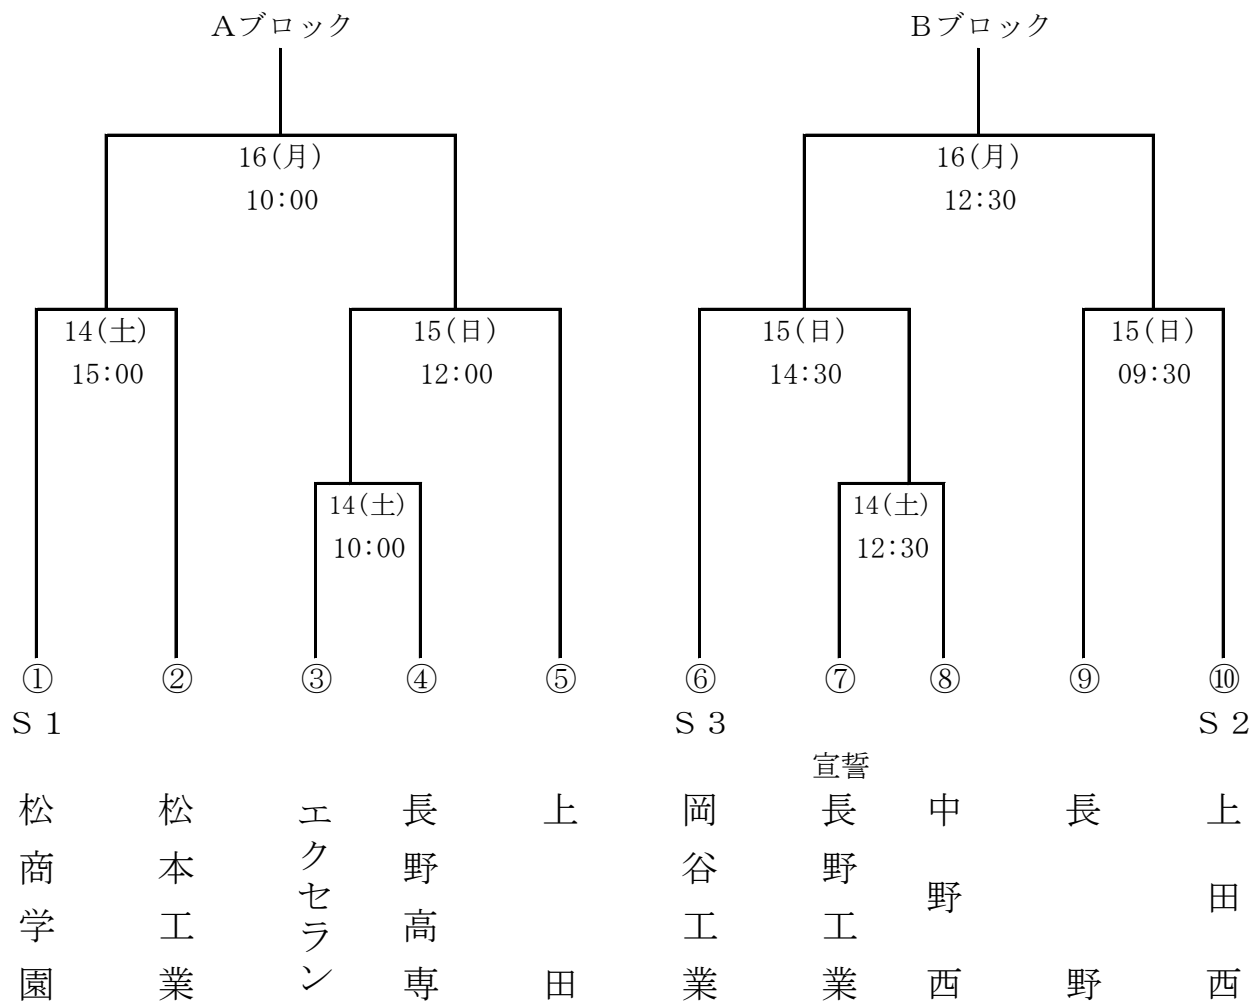 Ａブロック
Ｂブロック
16(月)
10:00
16(月)
12:30
14(土)
15:00
15(日)
12:00
15(日)
14:30
15(日)
09:30
14(土)
10:00
14(土)
12:30
① ② ③ ④ ⑤ ⑥ ⑦ ⑧ ⑨ ⑩
Ｓ１
Ｓ３
Ｓ２
宣誓
松商学園
松本工業
エクセラン
長野高専
上田
岡谷工業
長野工業
中野西
長野
上田西